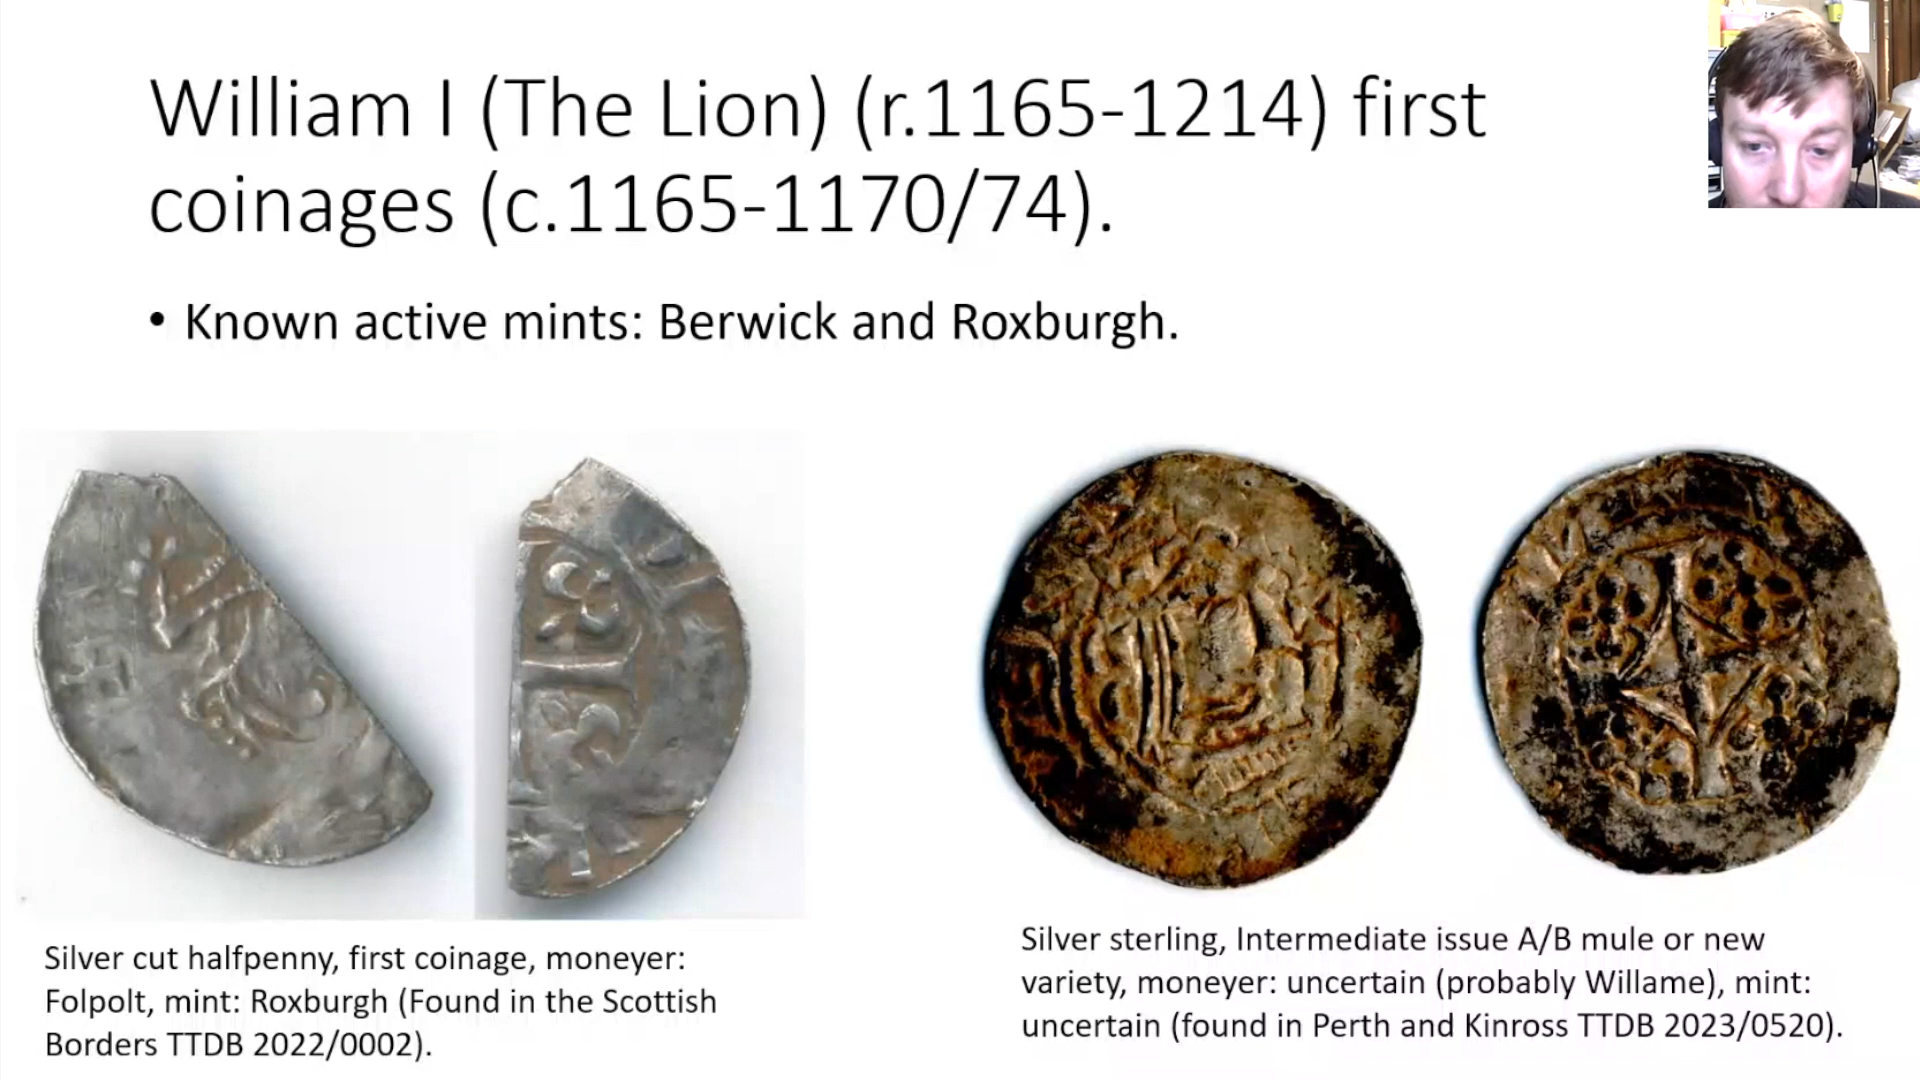 William I (The Lion) (r.1165-1214) first
coinages (c.1165-1170/74).
• Known active mints: Berwick and Roxburgh.
Silver cut halfpenny, first coinage, moneyer:
Folpolt, mint: Roxburgh (Found in the Scottish
Borders TTDB 2022/0002).
Silver sterling, Intermediate issue A/B mule or new
variety, moneyer: uncertain (probably Willame), mint:
uncertain (found in Perth and Kinross TTDB 2023/0520).